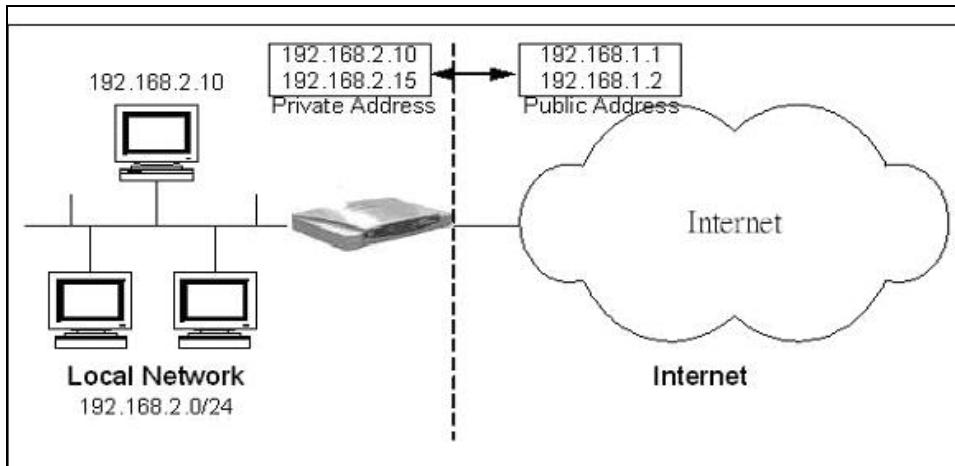 192.168.2.10
192.168.2.10
192.168.2.15
Private Address
192.168.1.1
192.168.1.2
Public Address
Internet
Local Network
192.168.2.0/24
Internet